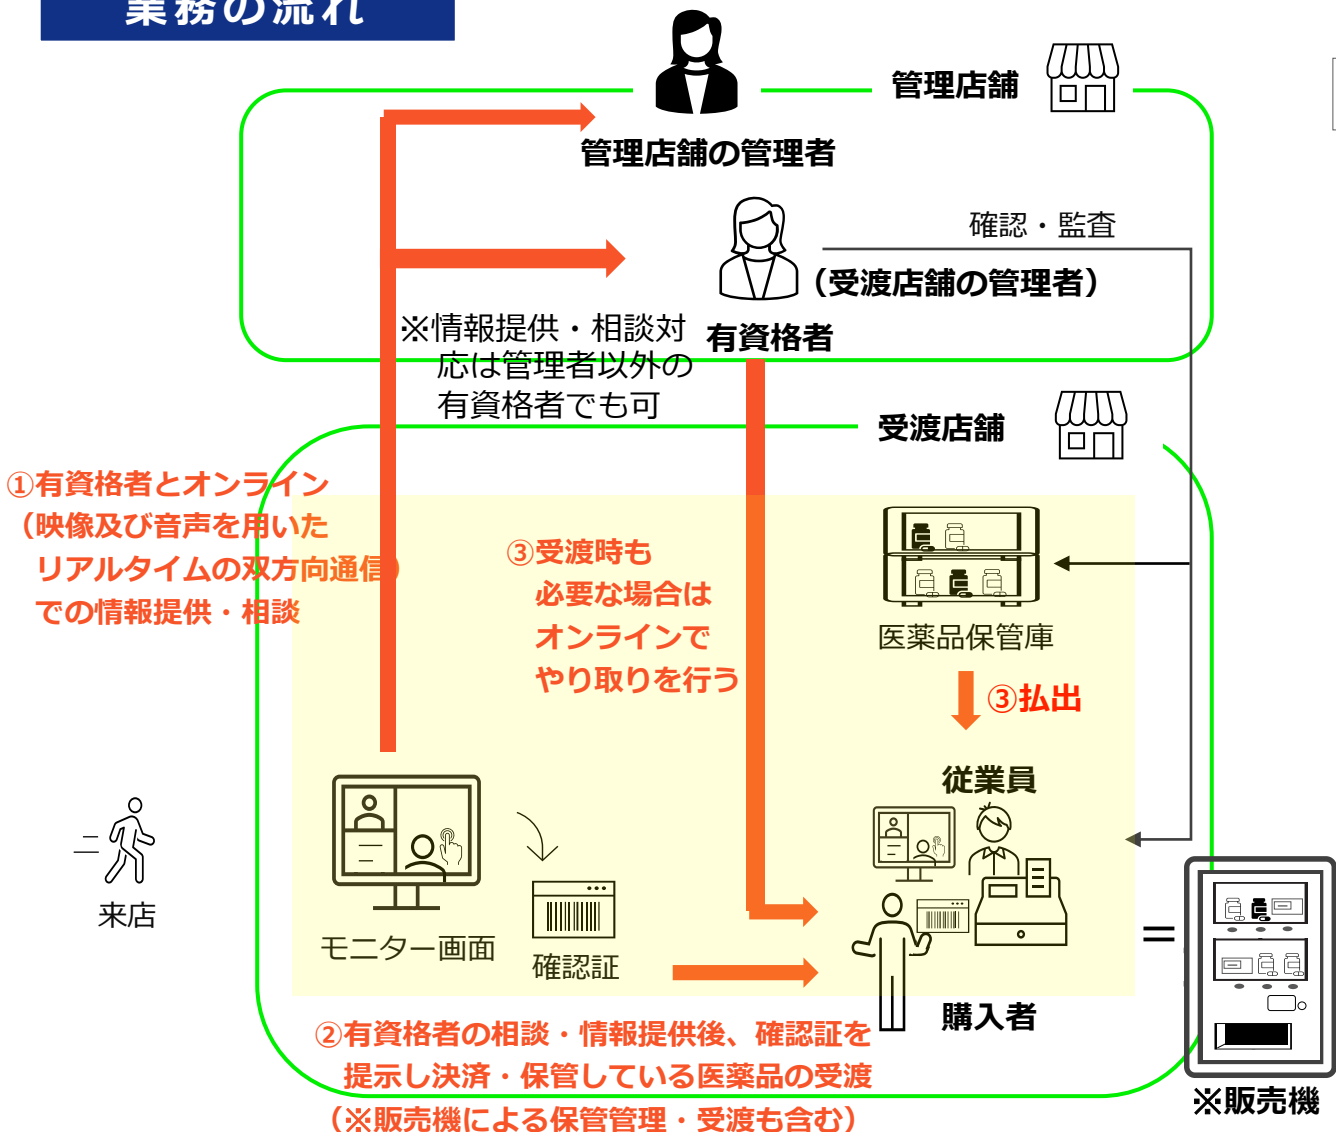 業務の流れ
管理店舗
管理店舗の管理者
確認・監査
（受渡店舗の管理者）
有資格者
※情報提供・相談対
応は管理者以外の
有資格者でも可
受渡店舗
①有資格者とオンライン
（映像及び音声を用いた
リアルタイムの双方向通信）
での情報提供・相談
③受渡時も
必要な場合は
オンラインで
やり取りを行う
医薬品保管庫
③払出
従業員
来店
モニター画面
確認証
＝
購入者
②有資格者の相談・情報提供後、確認証を
提示し決済・保管している医薬品の受渡
（※販売機による保管管理・受渡も含む）
※販売機